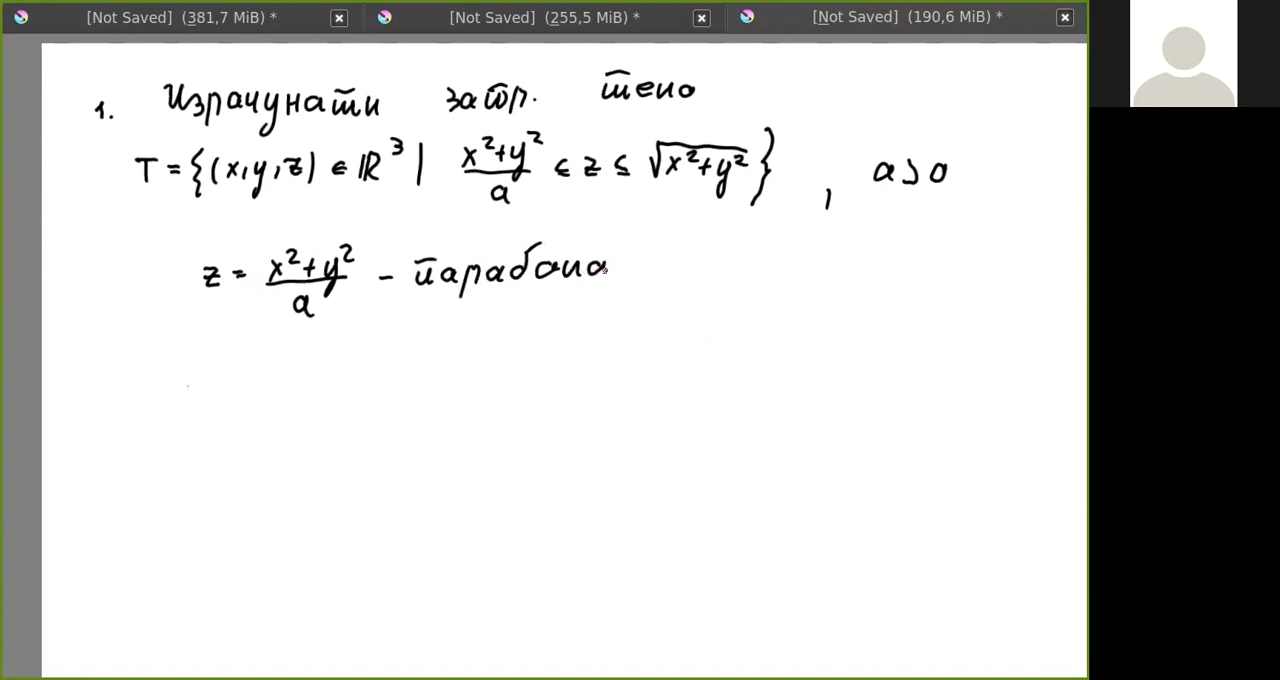 [Not Saved] (381,7 MiB) *
[Not Saved] (255,5 MiB) *
[Not Saved] (190,6 MiB) *
1. Израчунати запр. тело
T = {(x,y,z) ∈ ℝ³ | (x²+y²)/a ≤ z ≤ √(x²+y²)}, a>0
z = (x²+y²)/a - парабола